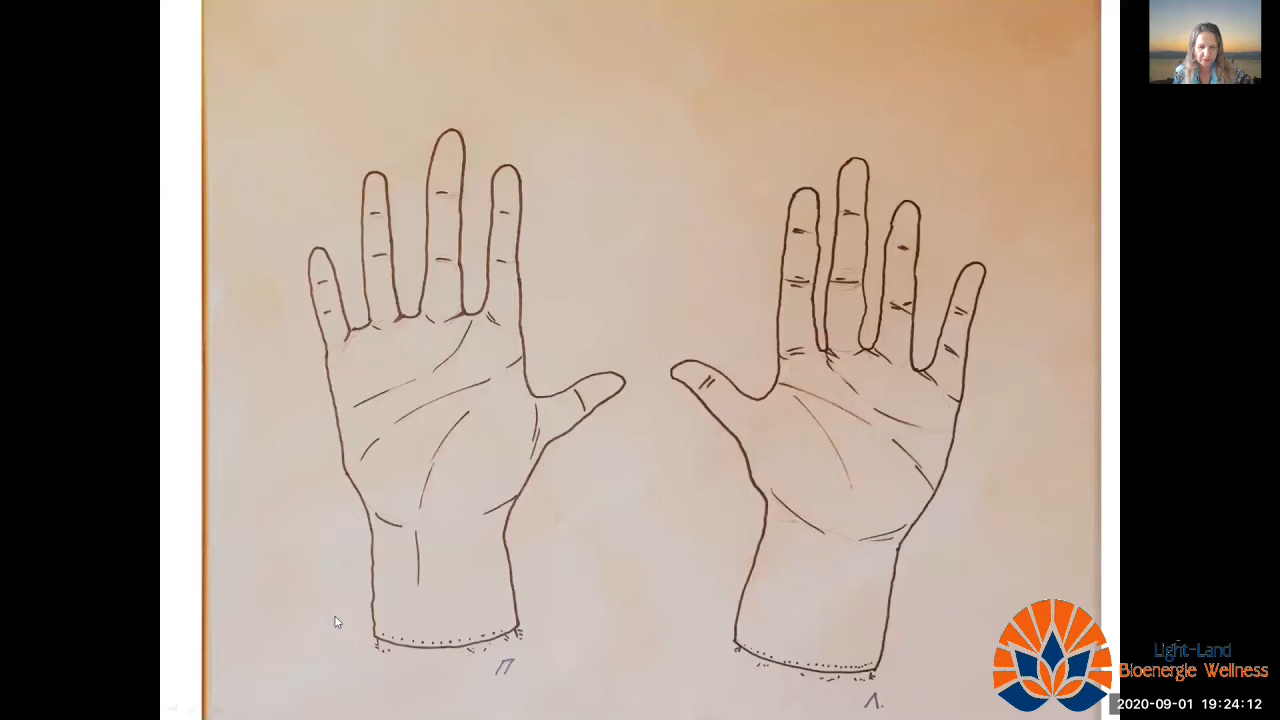 П
Л.
Light-Land
Bioenergie Wellness
2020-09-01 19:24:12